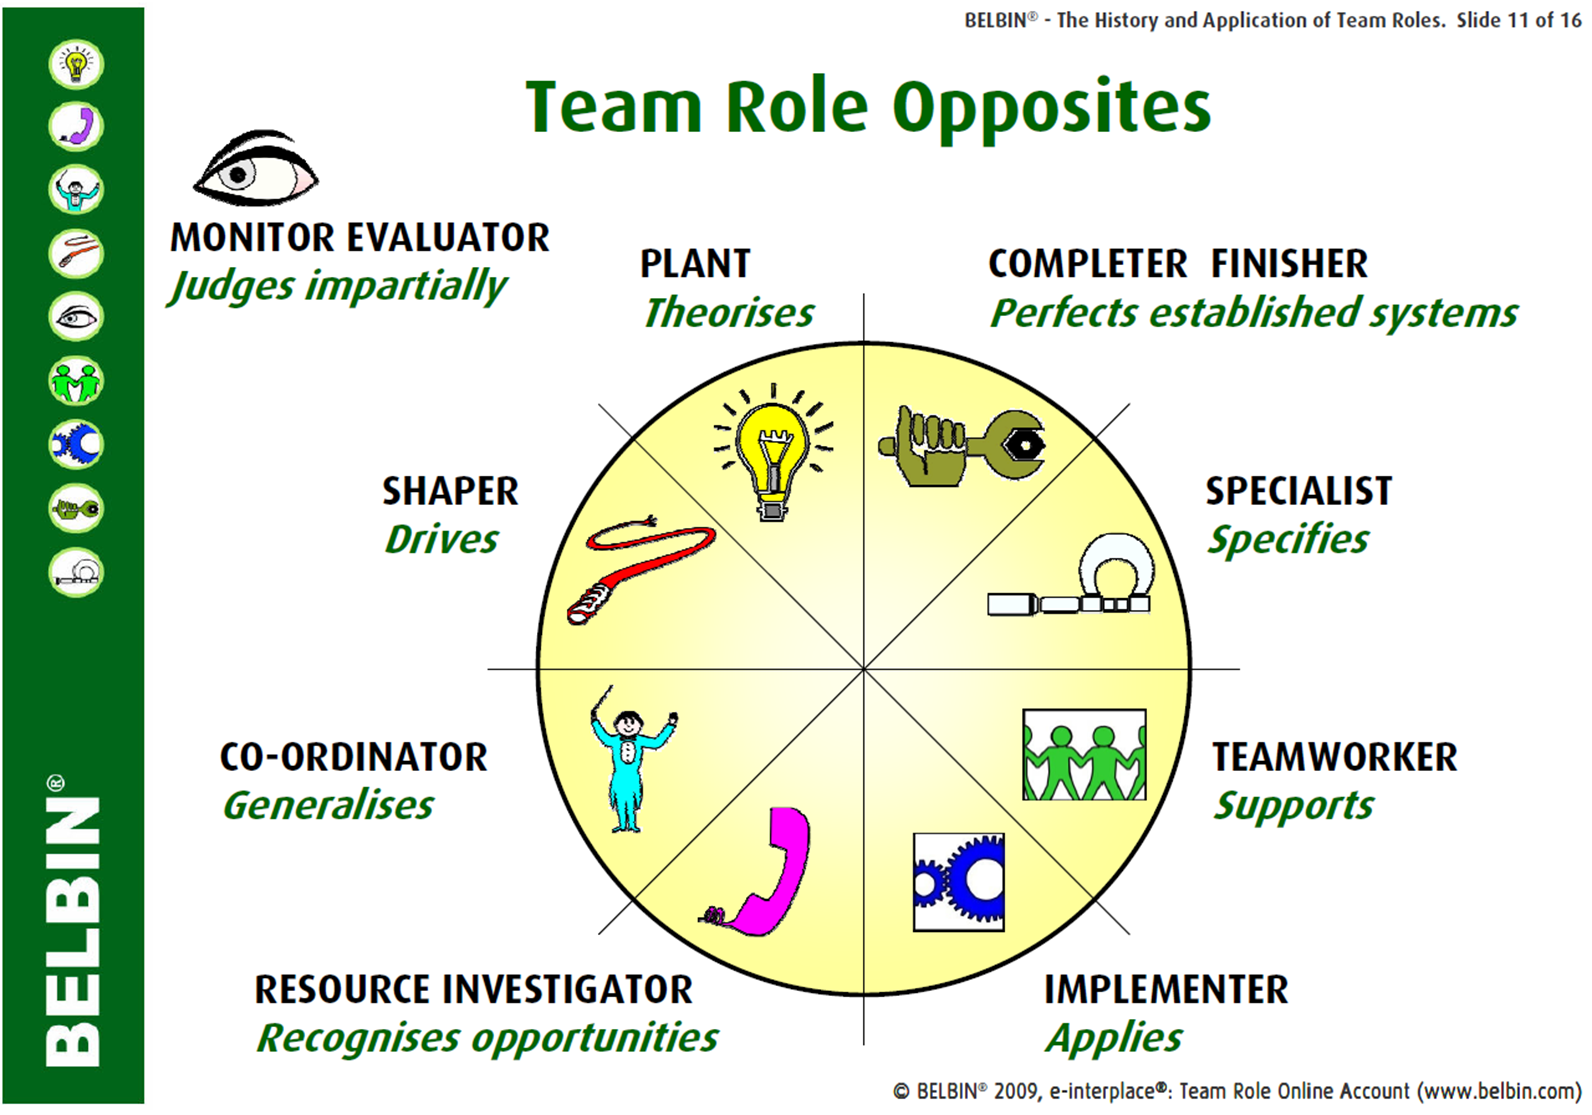 BELBIN® - The History and Application of Team Roles. Slide 11 of 16
Team Role Opposites
MONITOR EVALUATOR
Judges impartially
PLANT
Theorises
COMPLETER FINISHER
Perfects established systems
SHAPER
Drives
SPECIALIST
Specifies
CO-ORDINATOR
Generalises
TEAMWORKER
Supports
RESOURCE INVESTIGATOR
Recognises opportunities
IMPLEMENTER
Applies
BELBIN®
© BELBIN® 2009, e-interplace®: Team Role Online Account (www.belbin.com)